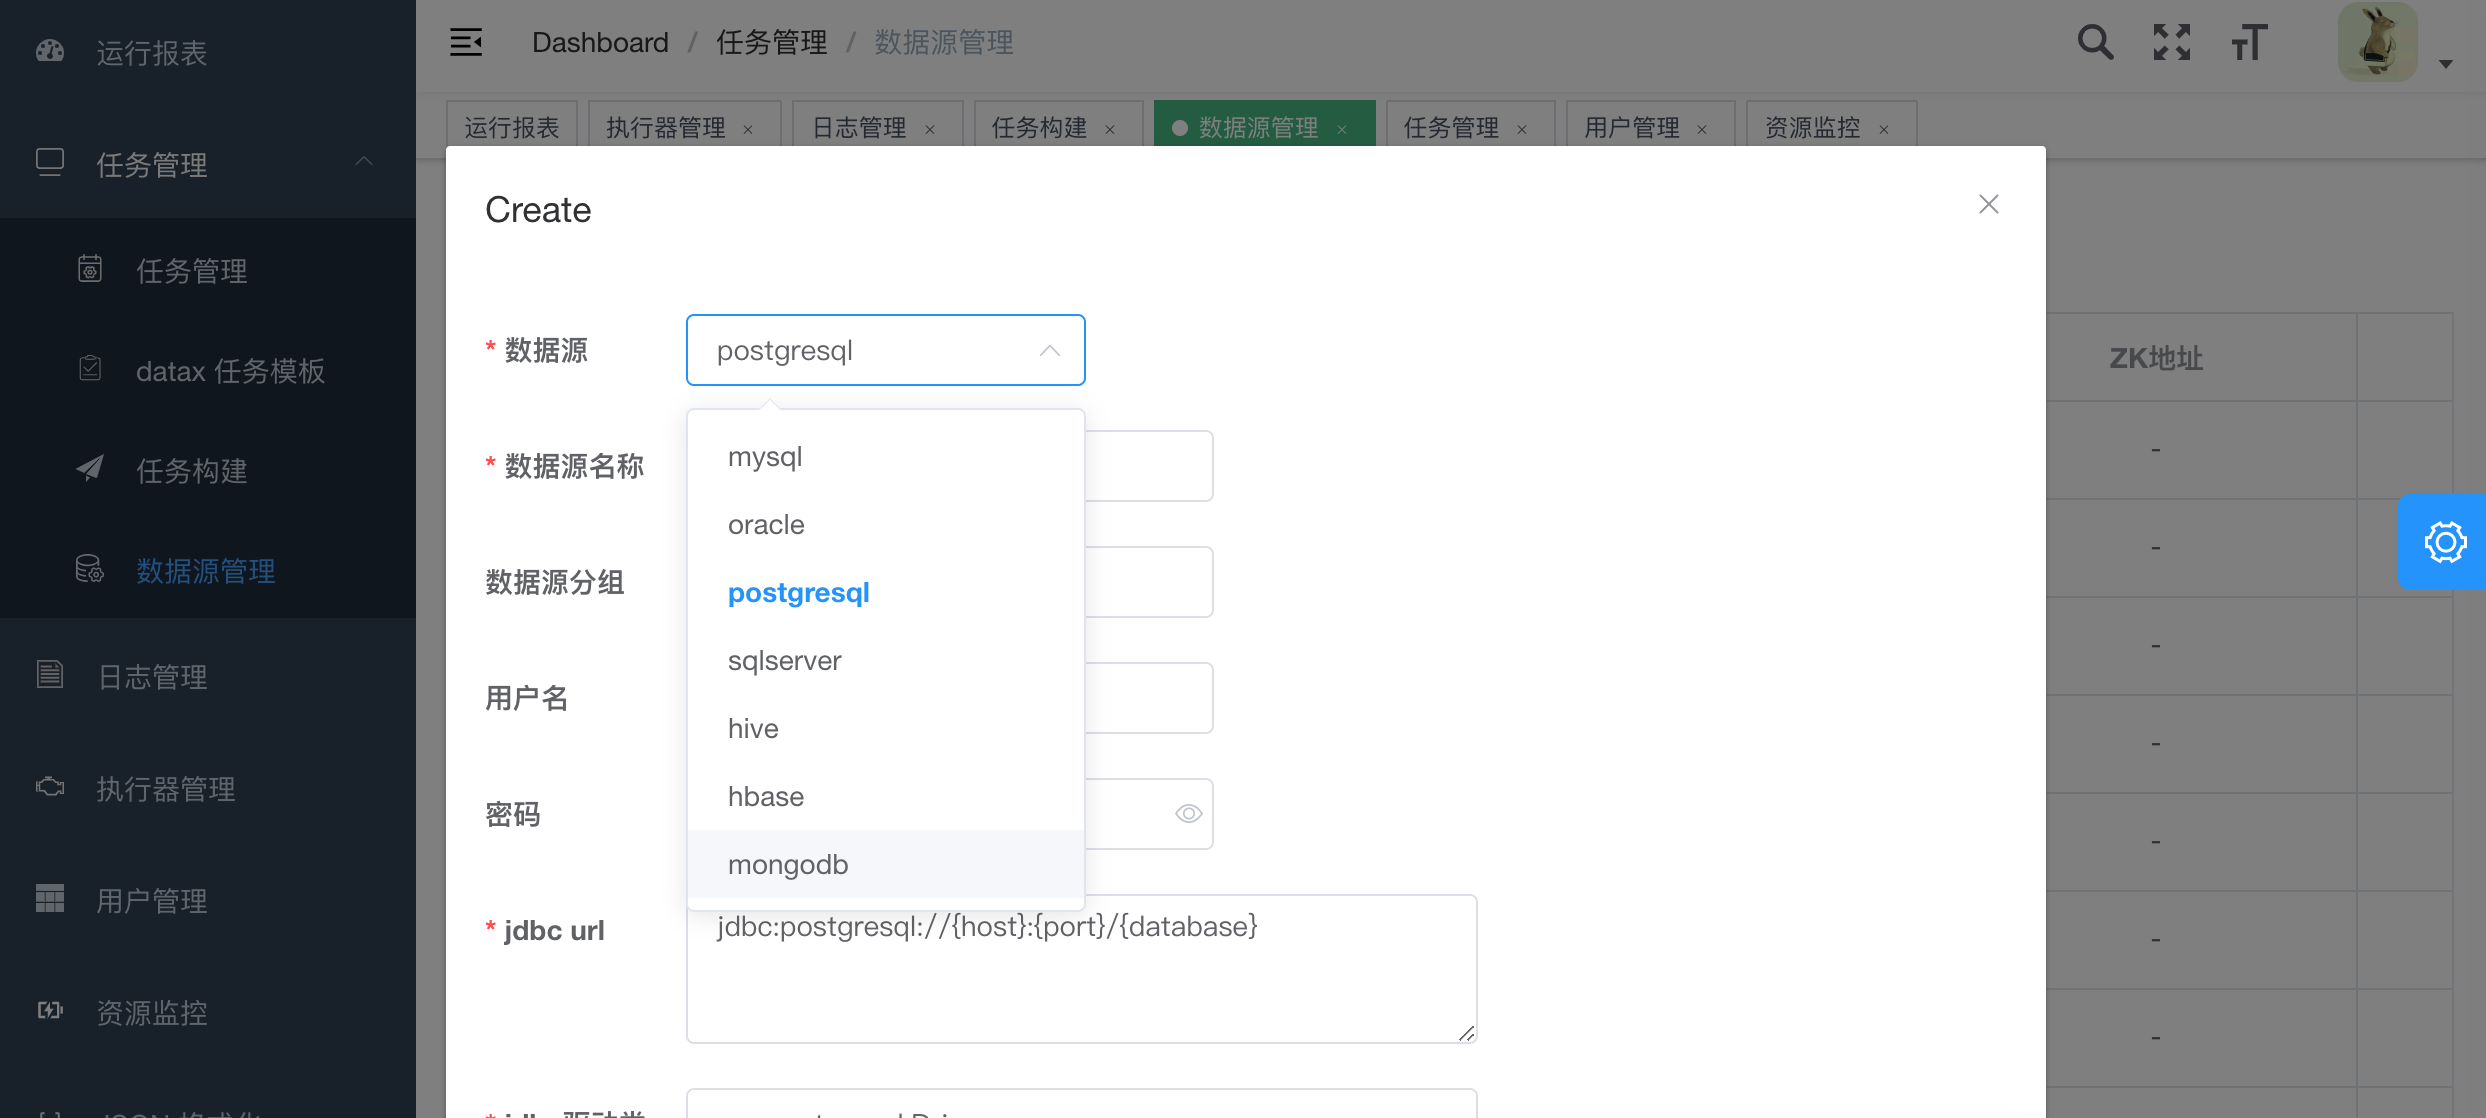 运行报表
任务管理
任务管理
datax 任务模板
任务构建
数据源管理
日志管理
执行器管理
用户管理
资源监控
Dashboard / 任务管理 / 数据源管理
运行报表 执行器管理 × 日志管理 × 任务构建 × 数据源管理 × 任务管理 × 用户管理 × 资源监控 ×
Create
* 数据源 postgresql
mysql
oracle
postgresql
sqlserver
hive
hbase
mongodb
* 数据源名称
数据源分组
用户名
密码
* jdbc url jdbc:postgresql://{host}:{port}/{database}
ZK地址
-
-
-
-
-
-
-